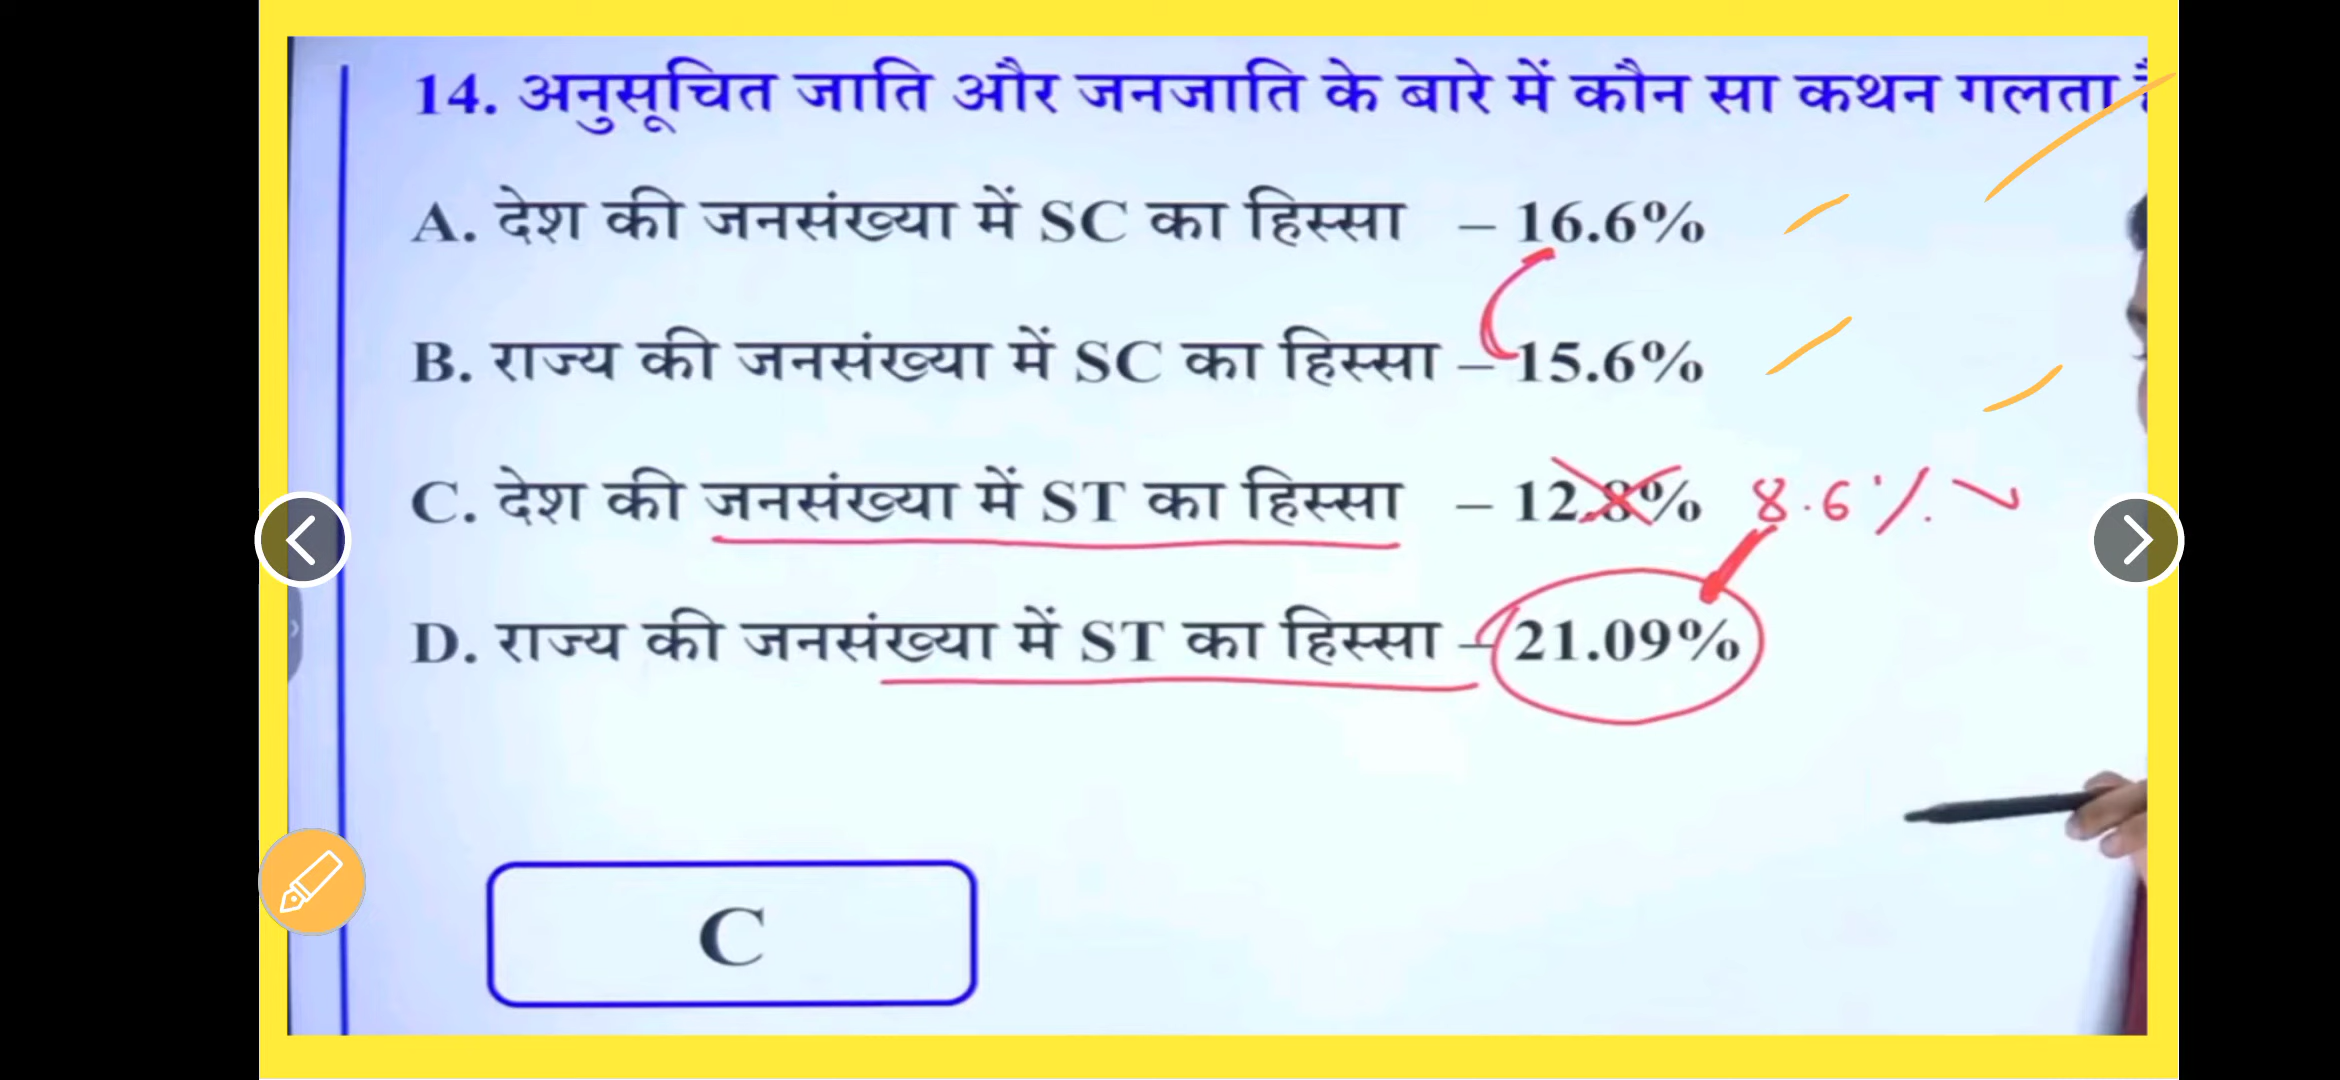 14. अनुसूचित जाति और जनजाति के बारे में कौन सा कथन गलता
A. देश की जनसंख्या में SC का हिस्सा – 16.6%
B. राज्य की जनसंख्या में SC का हिस्सा – 15.6%
C. देश की जनसंख्या में ST का हिस्सा – 12.8% 8.6%
D. राज्य की जनसंख्या में ST का हिस्सा – 21.09%
C